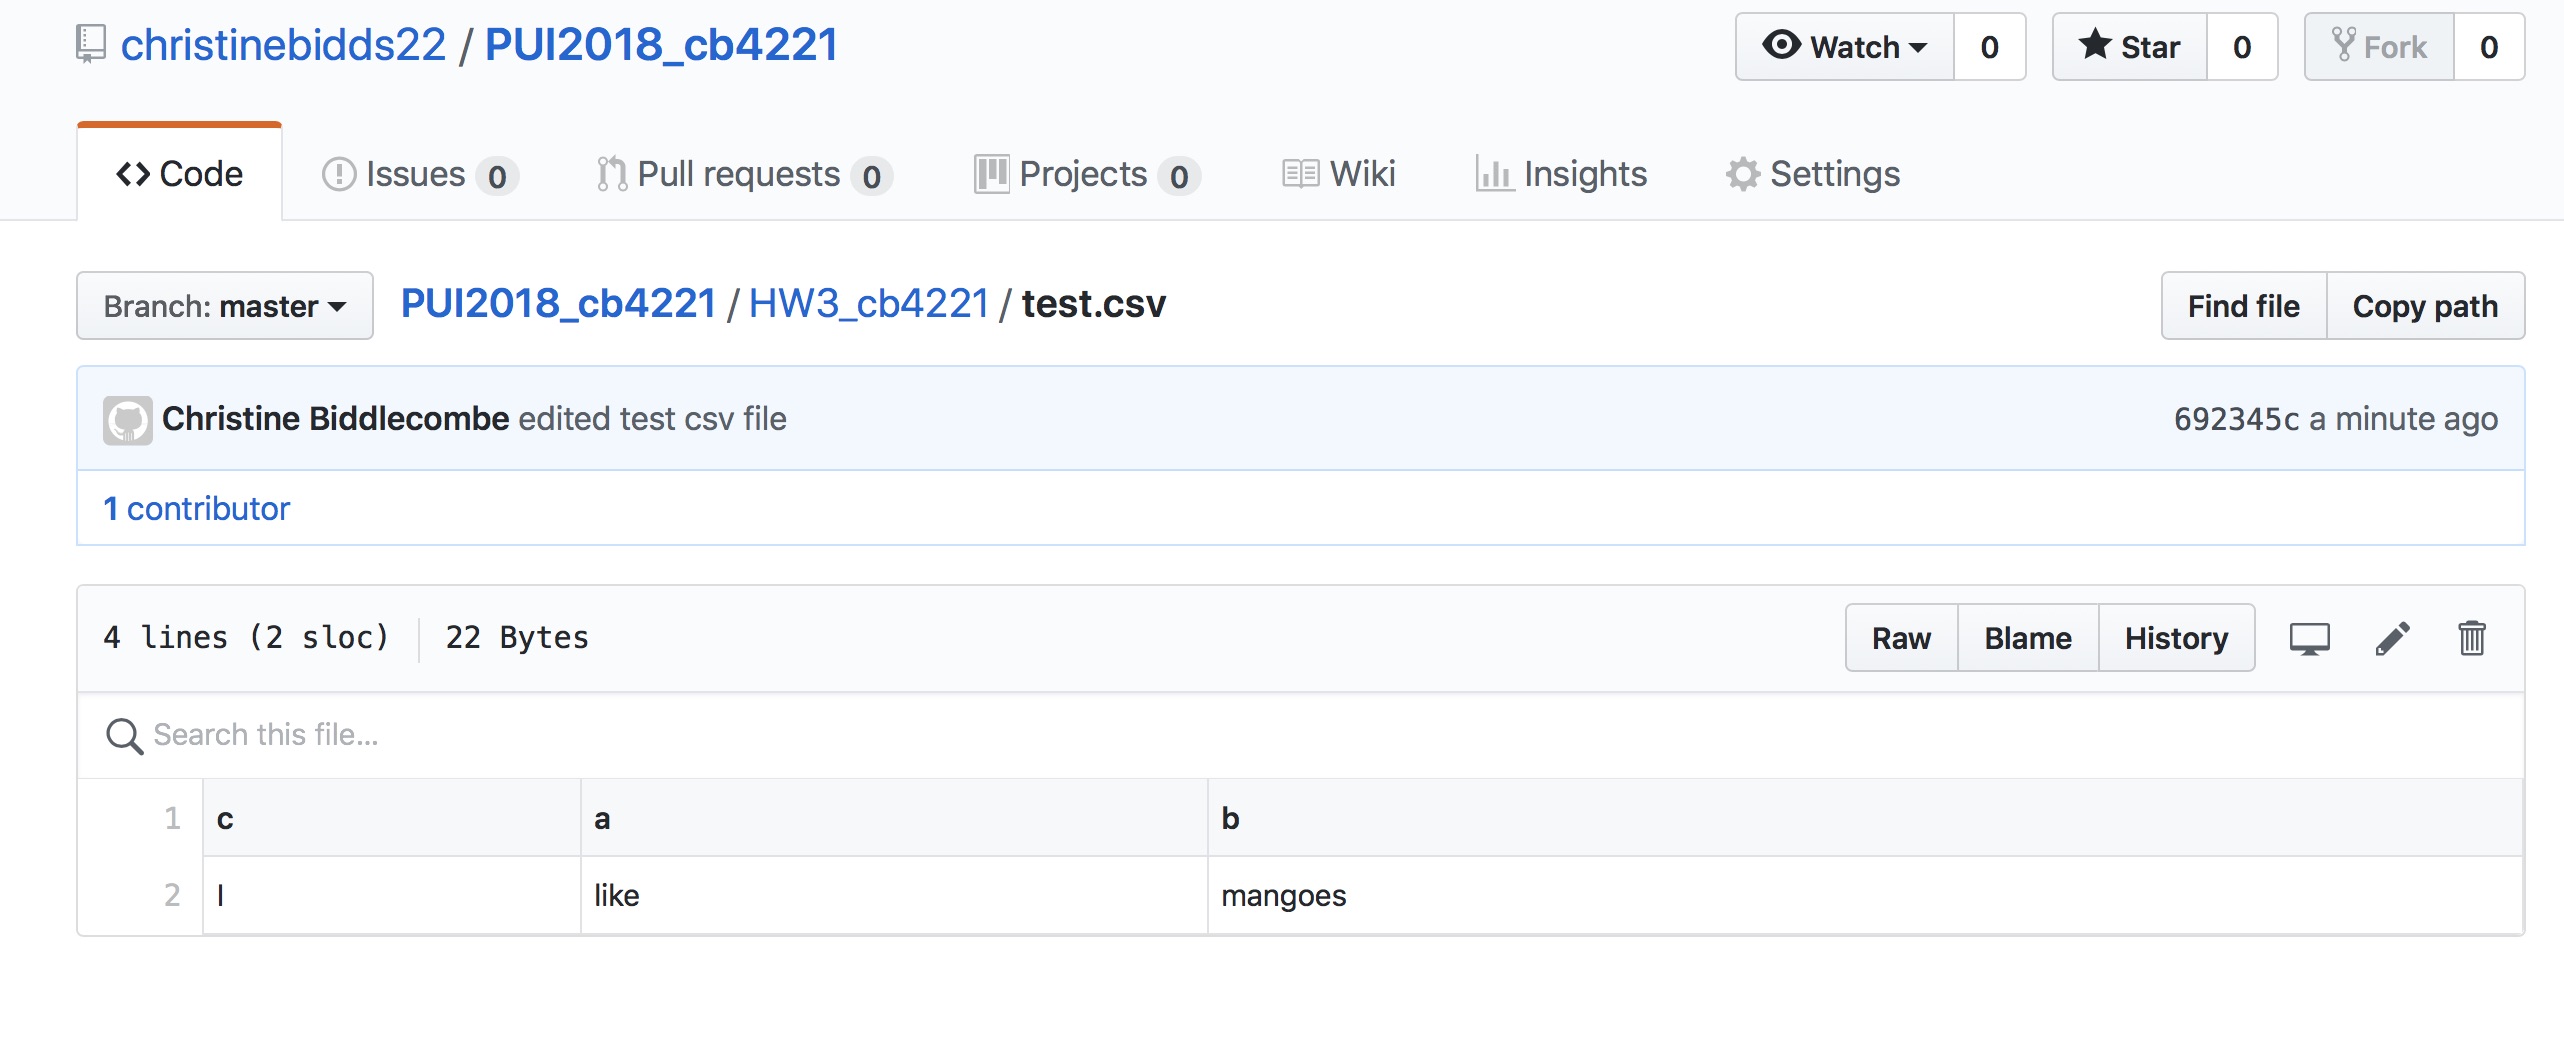 christinebidds22 / PUI2018_cb4221 Watch 0 Star 0 Fork 0
Code Issues 0 Pull requests 0 Projects 0 Wiki Insights Settings
Branch: master PUI2018_cb4221 / HW3_cb4221 / test.csv Find file Copy path
Christine Biddlecombe edited test csv file 692345c a minute ago
1 contributor
4 lines (2 sloc) 22 Bytes Raw Blame History
Search this file...
1 c a b
2 I like mangoes